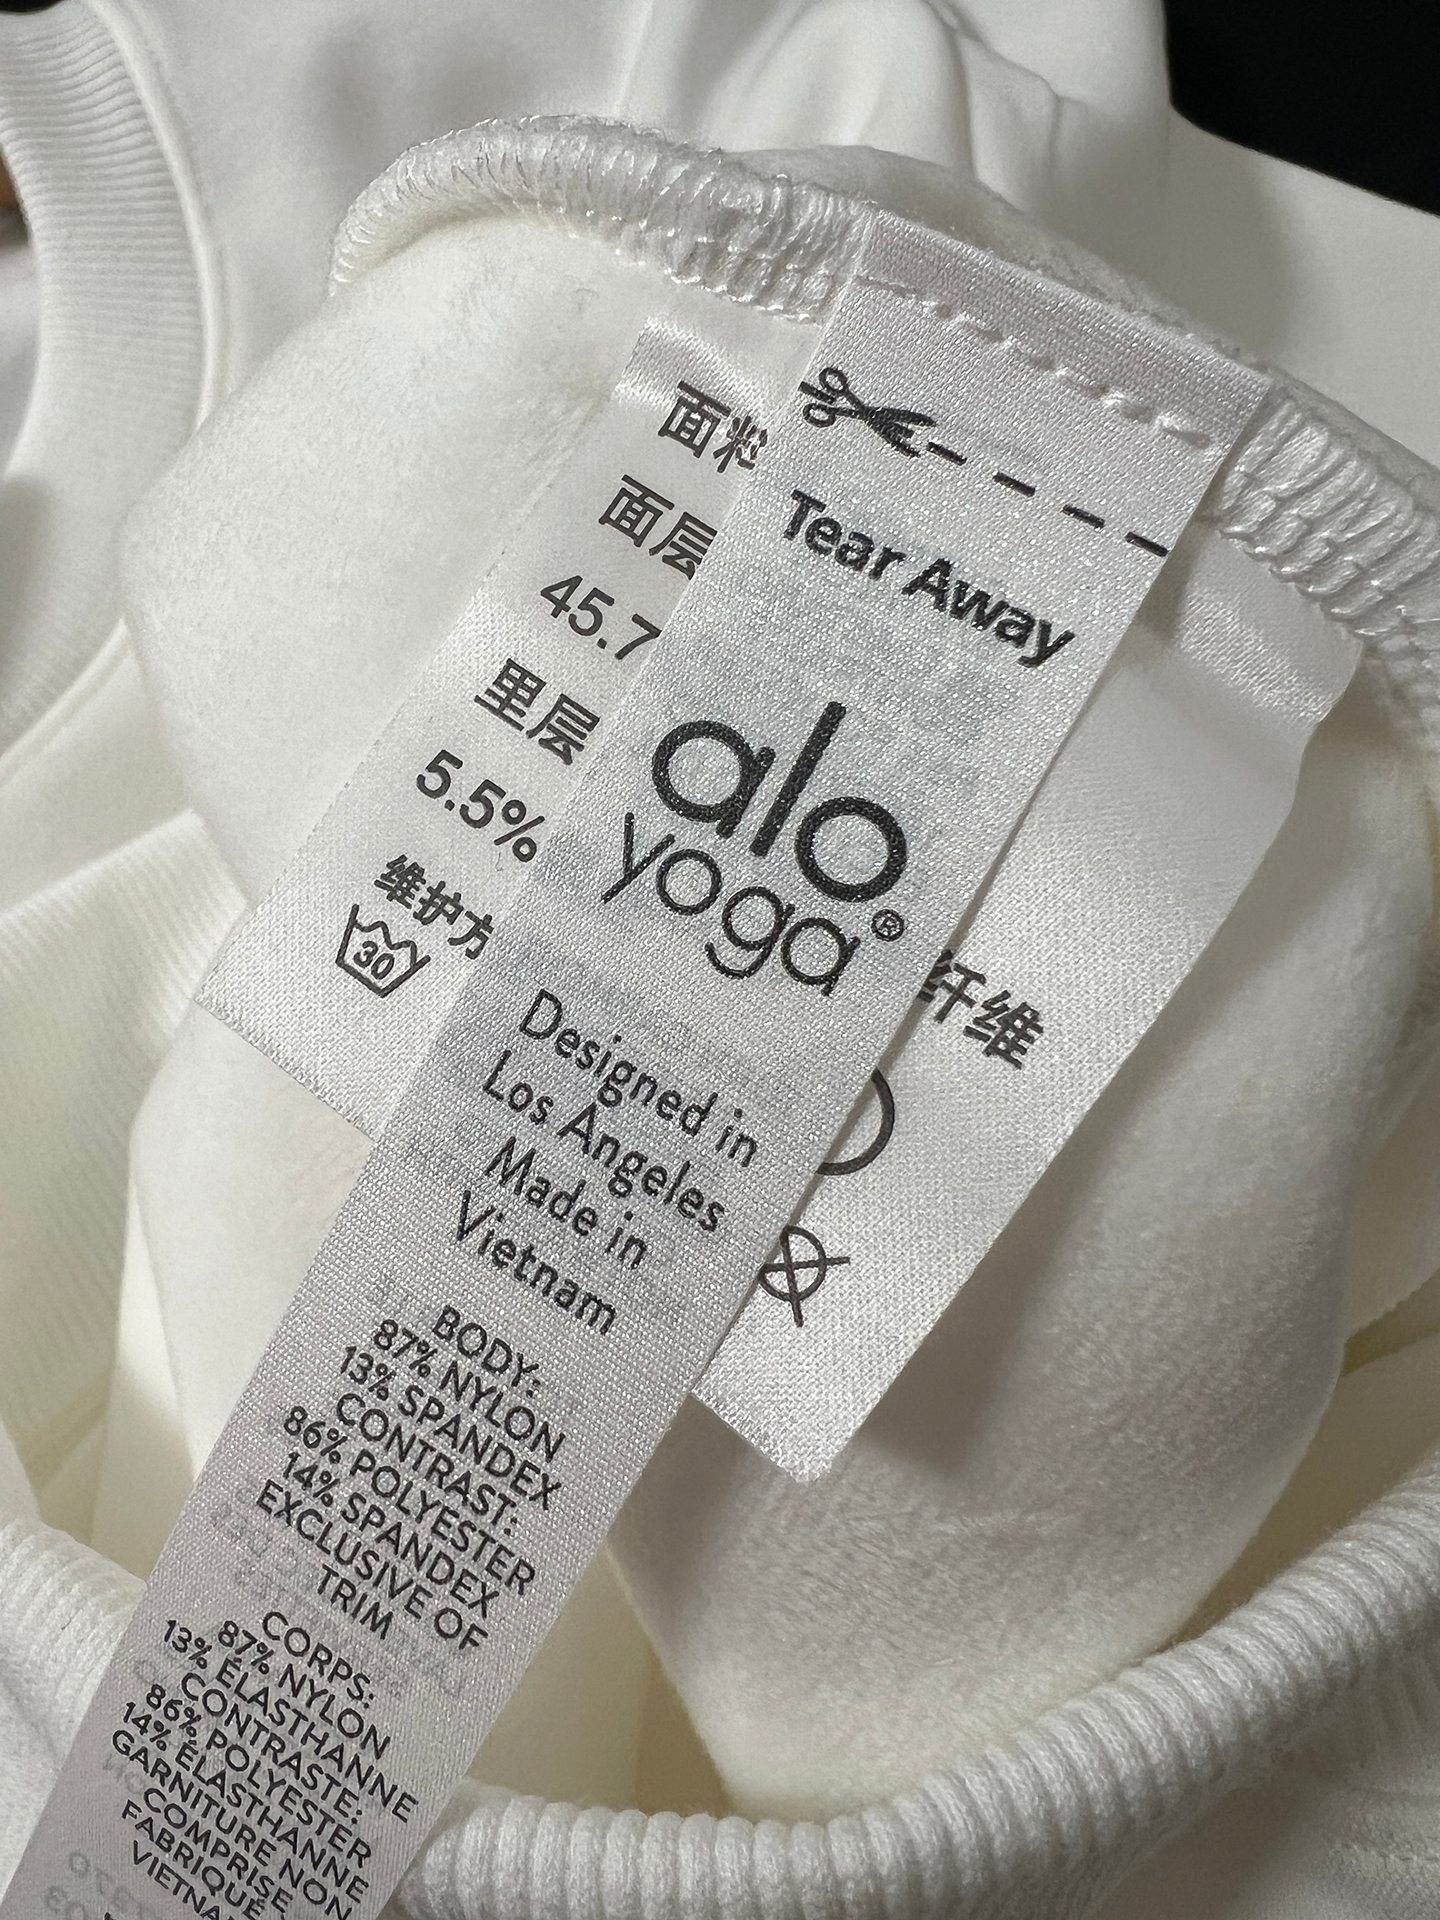 Tear Away
alo
yoga®
Designed in
Los Angeles
Made in
Vietnam
BODY:
87% NYLON
13% SPANDEX
CONTRAST:
86% POLYESTER
14% SPANDEX
EXCLUSIVE OF
TRIM
CORPS:
87% NYLON
13% ÉLASTHANNE
CONTRASTE:
86% POLYESTER
14% ÉLASTHANNE
GARNITURE NON
COMPRISE
FABRIQUÉ
VIETNA
面料
面层
45.7
里层
5.5%
维护方
30
纤维